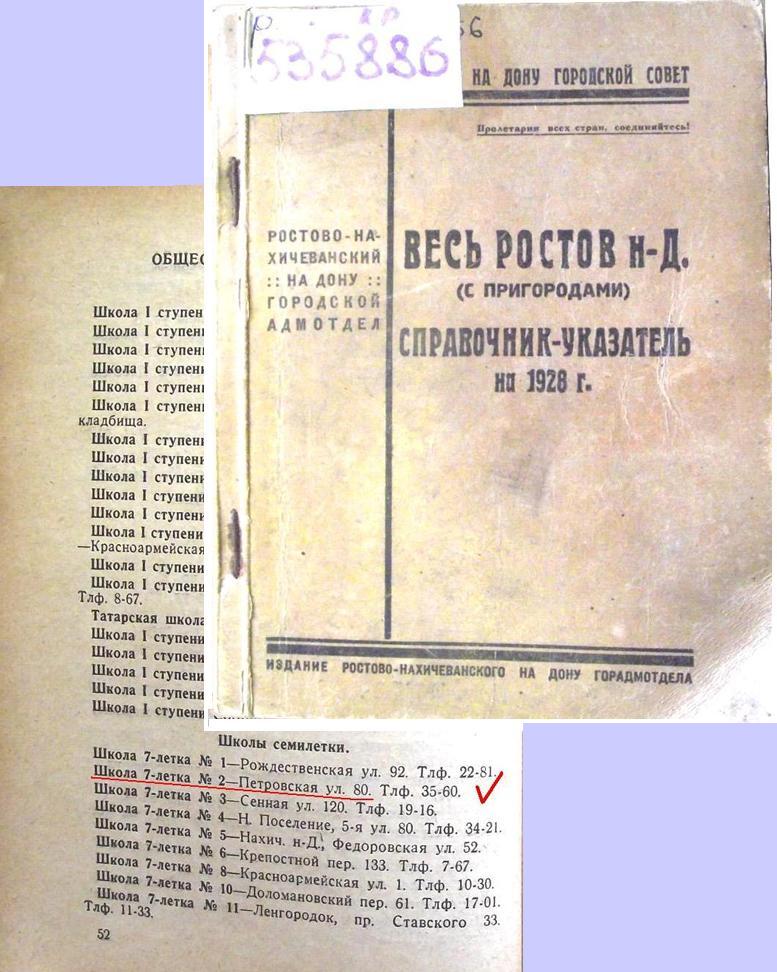 535886
56
НА ДОНУ ГОРОДСКОЙ СОВЕТ
Пролетарии всех стран, соединяйтесь!
РОСТОВО-НА-
ХИЧЕВАНСКИЙ
:: НА ДОНУ ::
ГОРОДСКОЙ
АДМОТДЕЛ
ВЕСЬ РОСТОВ н-Д.
(С ПРИГОРОДАМИ)
СПРАВОЧНИК-УКАЗАТЕЛЬ
на 1928 г.
ИЗДАНИЕ РОСТОВО-НАХИЧЕВАНСКОГО НА ДОНУ ГОРАДМОТДЕЛА
ОБЩЕС
Школа I ступен
Школа I ступен
Школа I ступен
Школа I ступен
Школа I ступен
Школа I ступен
кладбища.
Школа I ступени
Школа I ступени
Школа I ступени
Школа I ступени
Школа I ступени
Школа I ступени
—Красноармейская
Школа I ступени
Школа I ступени
Тлф. 8-67.
Татарская школа
Школа I ступени
Школа I ступени
Школа I ступени
Школа I ступени
Школа I ступени
Школы семилетки.
Школа 7-летка № 1—Рождественская ул. 92. Тлф. 22-81.
Школа 7-летка № 2—Петровская ул. 80. Тлф. 35-60.
Школа 7-летка № 3—Сенная ул. 120. Тлф. 19-16.
Школа 7-летка № 4—Н. Поселение, 5-я ул. 80. Тлф. 34-21.
Школа 7-летка № 5—Нахич. н-Д., Федоровская ул. 52.
Школа 7-летка № 6—Крепостной пер. 133. Тлф. 7-67.
Школа 7-летка № 8—Красноармейская ул. 1. Тлф. 10-30.
Школа 7-летка № 10—Доломановский пер. 61. Тлф. 17-01.
Школа 7-летка № 11—Ленгородок, пр. Ставского 33.
Тлф. 11-33.
52